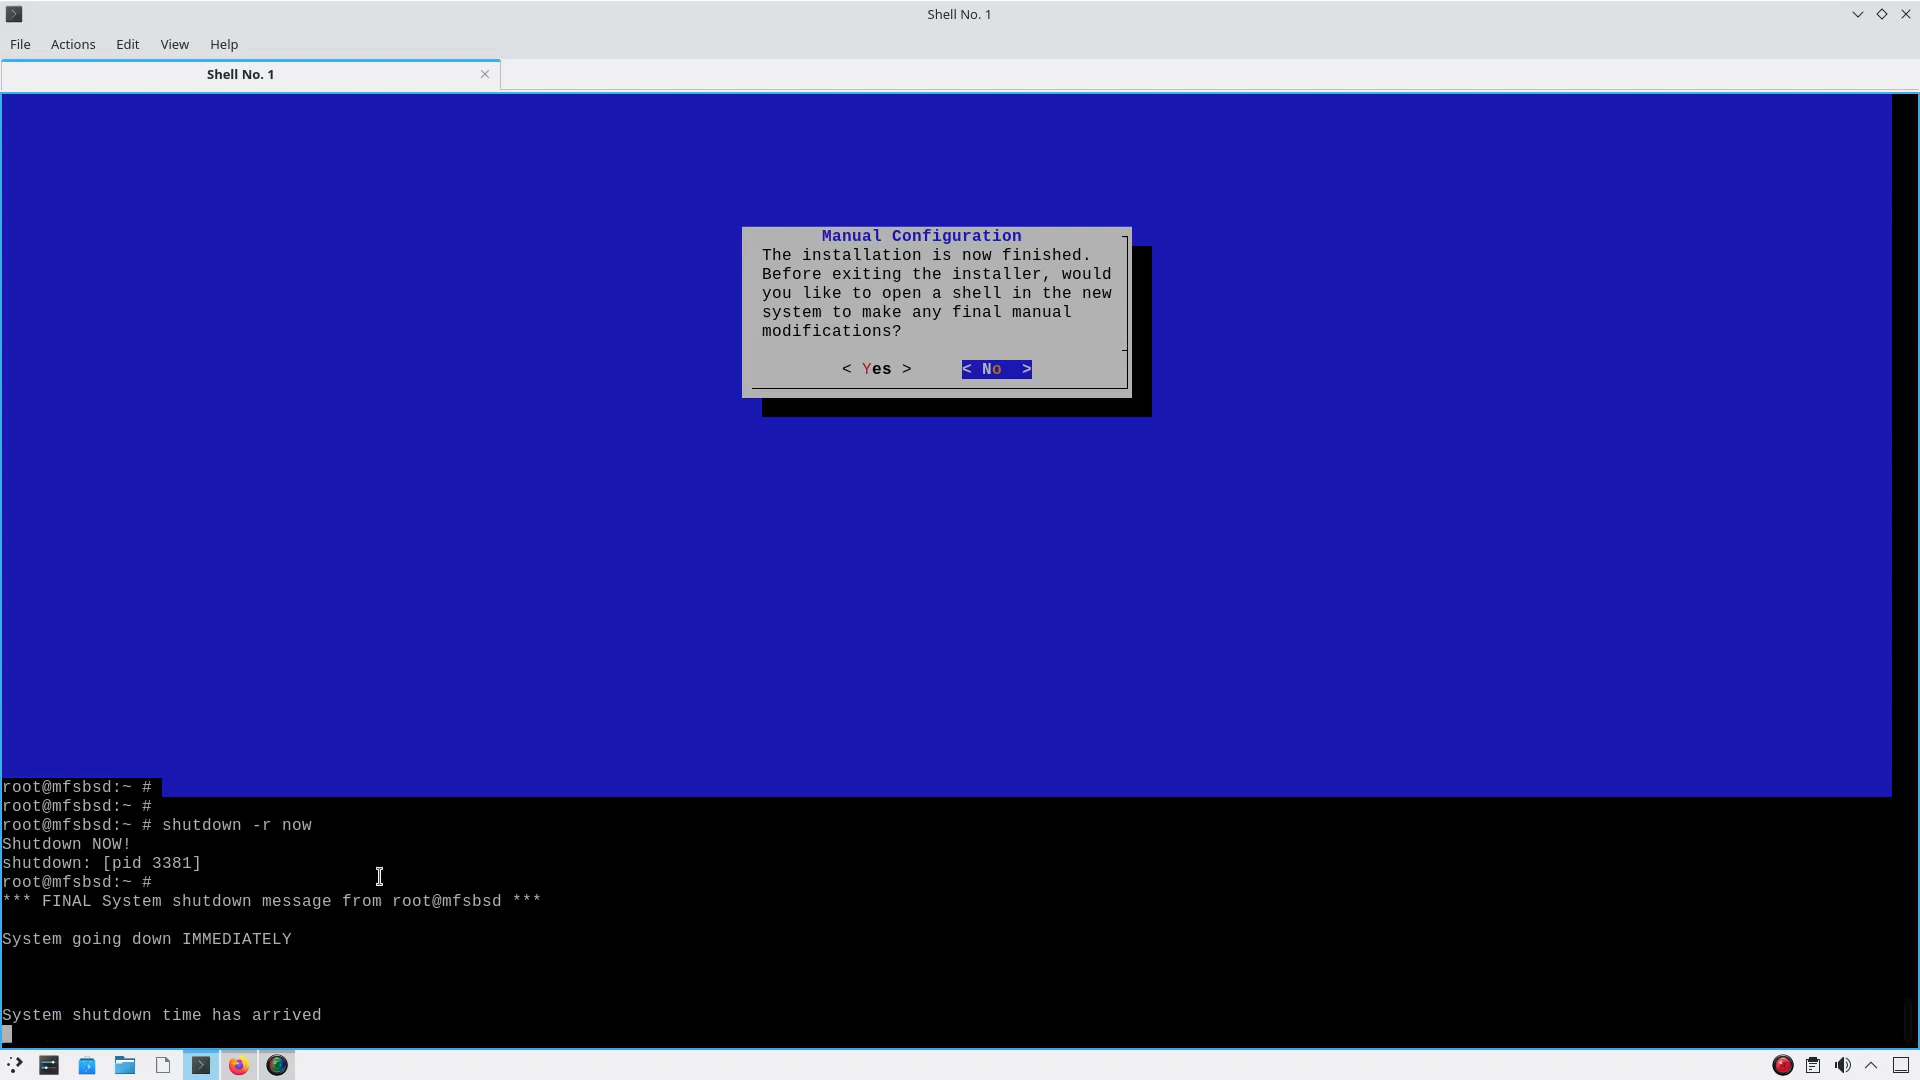 Shell No. 1
File Actions Edit View Help
Shell No. 1
Manual Configuration
The installation is now finished.
Before exiting the installer, would
you like to open a shell in the new
system to make any final manual
modifications?
< Yes > < No >
root@mfsbsd:~ #
root@mfsbsd:~ #
root@mfsbsd:~ # shutdown -r now
Shutdown NOW!
shutdown: [pid 3381]
root@mfsbsd:~ #
*** FINAL System shutdown message from root@mfsbsd ***
System going down IMMEDIATELY
System shutdown time has arrived